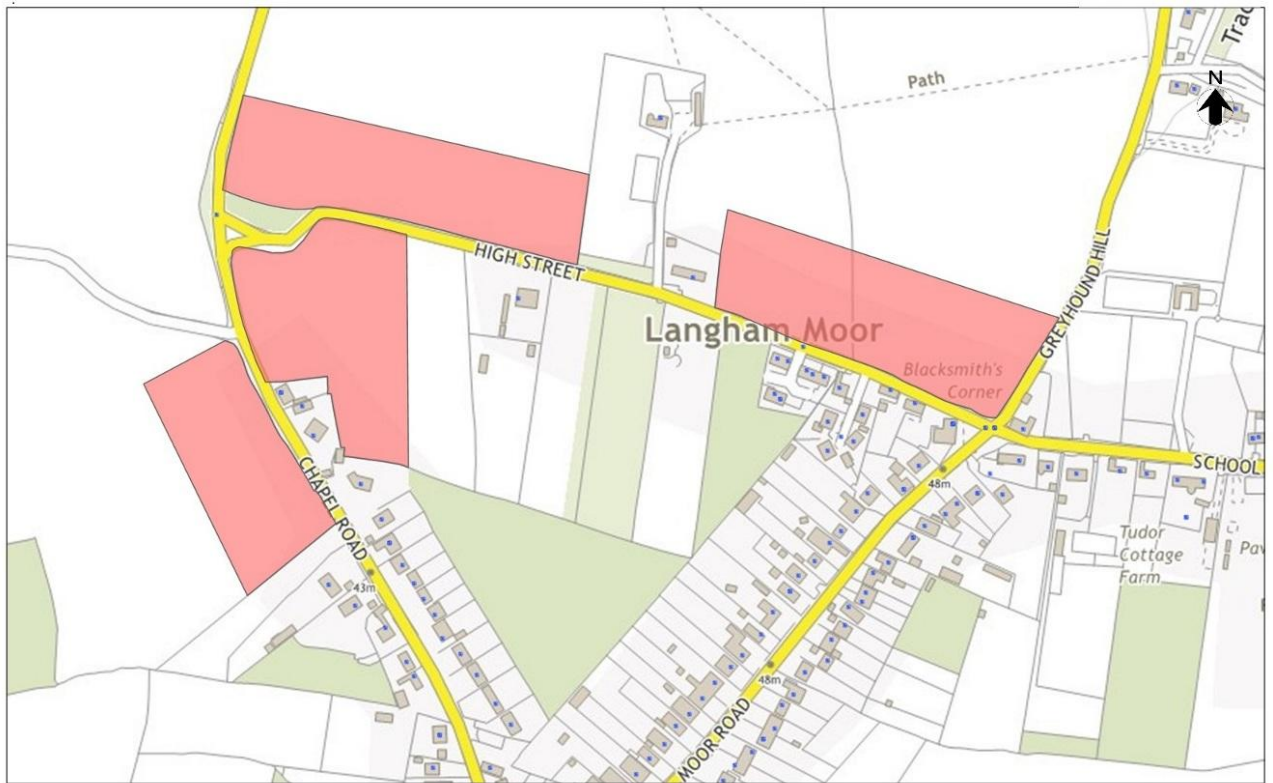 Trac
N
Path
HIGH STREET
GREYHOUND HILL
Langham Moor
Blacksmith's
Corner
SCHOOL
48m
CHAPEL ROAD
Tudor
Cottage
Farm
Pav
43m
48m
MOOR ROAD